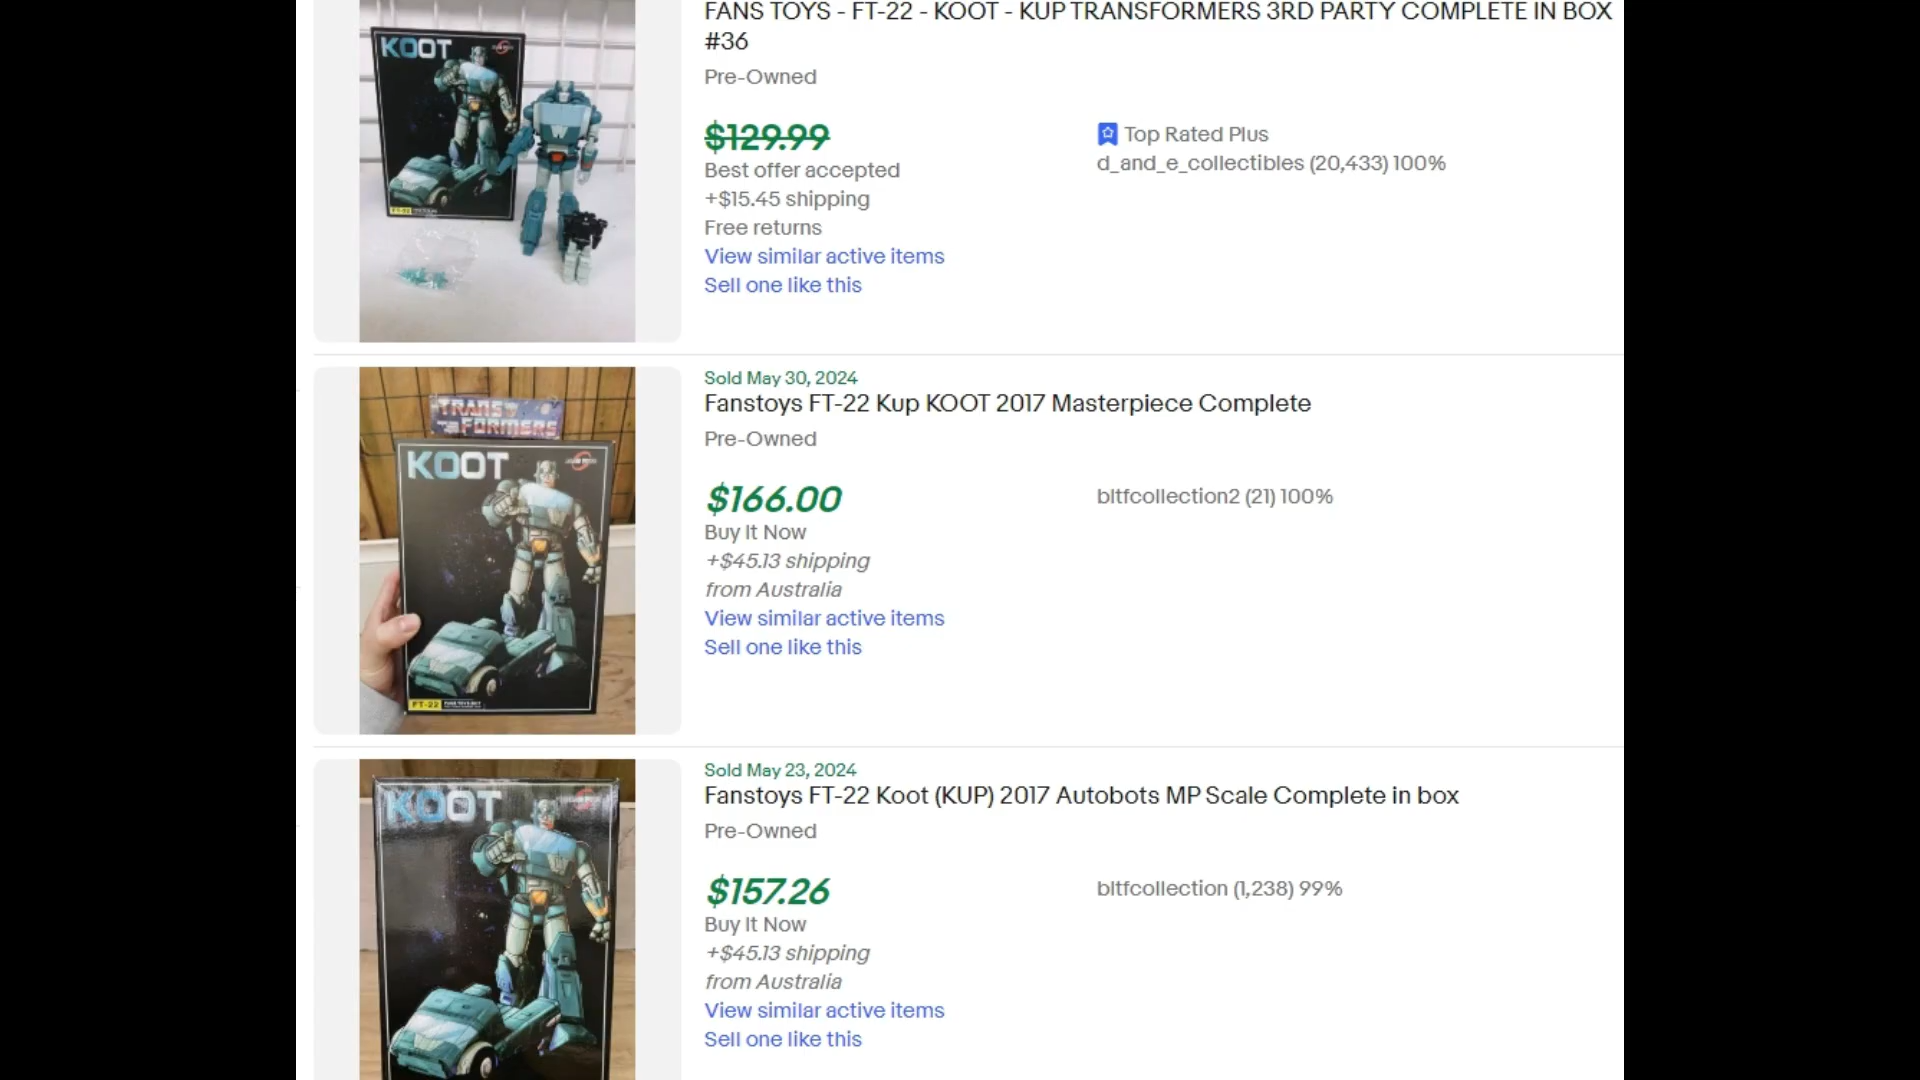 FANS TOYS - FT-22 - KOOT - KUP TRANSFORMERS 3RD PARTY COMPLETE IN BOX
#36
Pre-Owned
$129.99
Best offer accepted
+$15.45 shipping
Free returns
View similar active items
Sell one like this
Top Rated Plus
d_and_e_collectibles (20,433) 100%
KOOT
FT-22
Sold May 30, 2024
Fanstoys FT-22 Kup KOOT 2017 Masterpiece Complete
Pre-Owned
$166.00
Buy It Now
+$45.13 shipping
from Australia
View similar active items
Sell one like this
bltfcollection2 (21) 100%
TRANS
FORMERS
KOOT
FT-22
Sold May 23, 2024
Fanstoys FT-22 Koot (KUP) 2017 Autobots MP Scale Complete in box
Pre-Owned
$157.26
Buy It Now
+$45.13 shipping
from Australia
View similar active items
Sell one like this
bltfcollection (1,238) 99%
KOOT